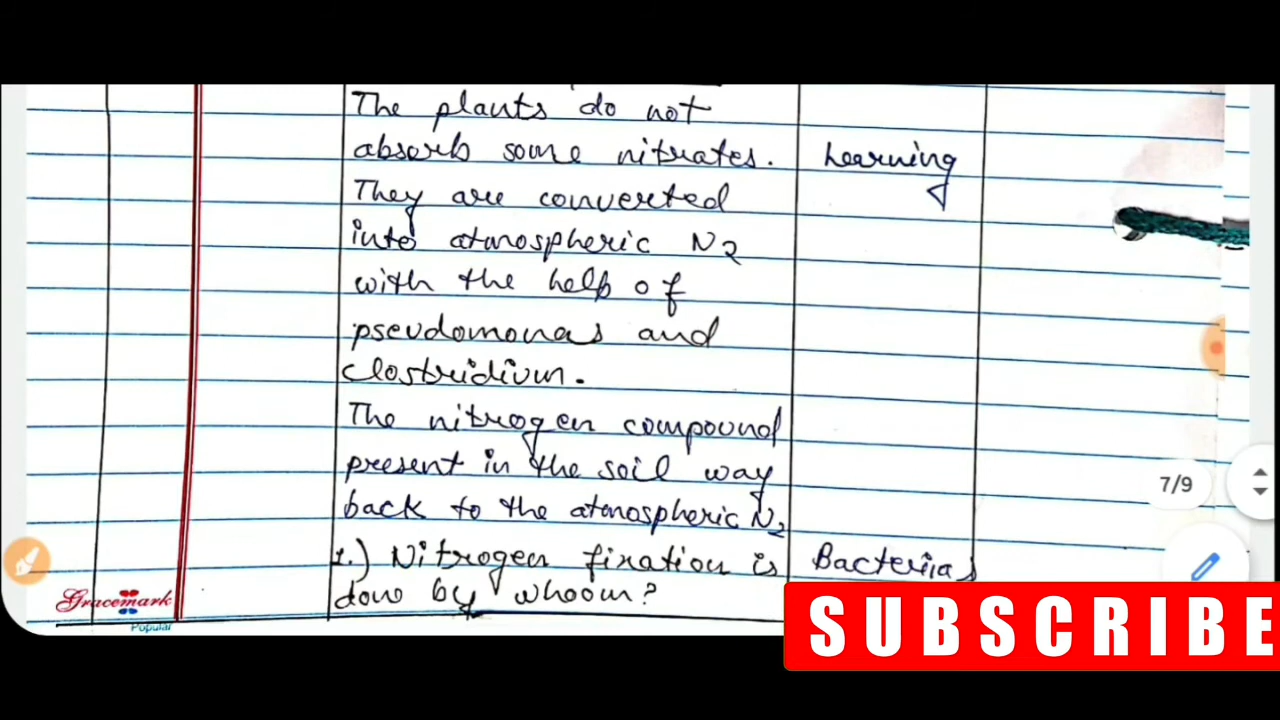 The plants do not
absorb some nitrates.
Learning
They are converted
into atmospheric N2
with the help of
pseudomonas and
clostridium.
The nitrogen compound
present in the soil way
back to the atmospheric N2
1.) Nitrogen fixation is
done by whoom?
Bacteriias
7/9
Gracemark
Popular
SUBSCRIBE